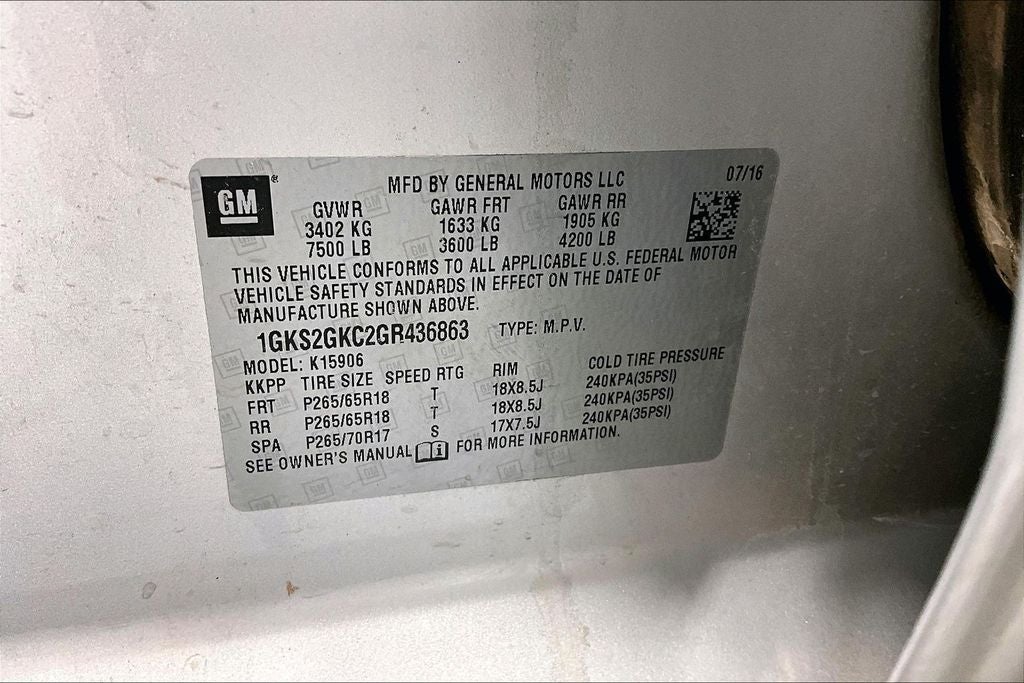 GM
®
MFD BY GENERAL MOTORS LLC
07/16
GVWR GAWR FRT GAWR RR
3402 KG 1633 KG 1905 KG
7500 LB 3600 LB 4200 LB
THIS VEHICLE CONFORMS TO ALL APPLICABLE U.S. FEDERAL MOTOR
VEHICLE SAFETY STANDARDS IN EFFECT ON THE DATE OF
MANUFACTURE SHOWN ABOVE.
1GKS2GKC2GR436863 TYPE: M.P.V.
MODEL: K15906
KKPP TIRE SIZE SPEED RTG RIM COLD TIRE PRESSURE
FRT P265/65R18 T 18X8.5J 240KPA(35PSI)
RR P265/65R18 T 18X8.5J 240KPA(35PSI)
SPA P265/70R17 S 17X7.5J 240KPA(35PSI)
SEE OWNER'S MANUAL i FOR MORE INFORMATION.